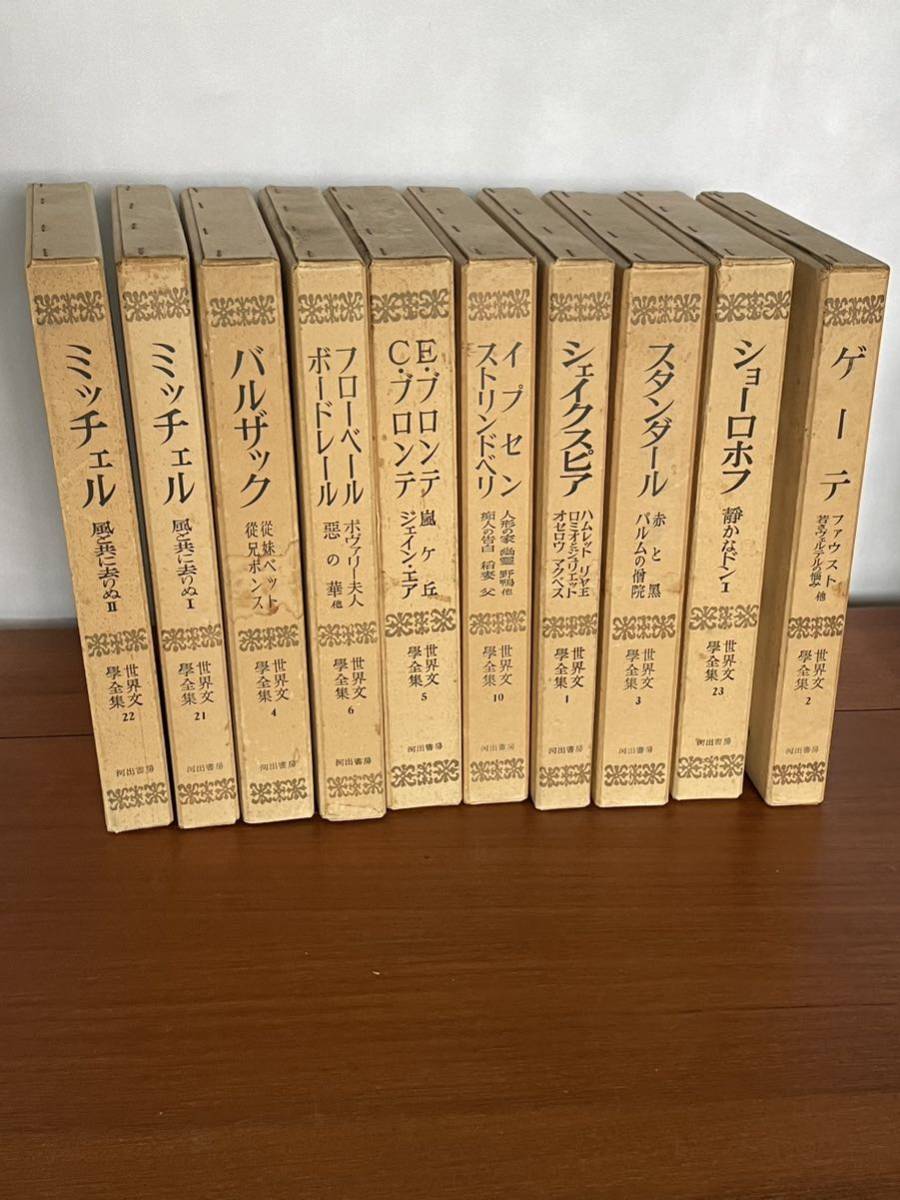 ミッチェル
風と共に去りぬ II
世界文
學全集
22
河出書房
ミッチェル
風と共に去りぬ I
世界文
學全集
21
河出書房
バルザック
從妹ベット
從兄ポンス
世界文
學全集
4
河出書房
フローベール
ボードレール
ボヴァリー夫人
惡の華 他
世界文
學全集
6
河出書房
E・ブロンテ
C・ブロンテ
嵐ケ丘
ジェイン・エア
世界文
學全集
5
河出書房
イプセン
ストリンドベリ
人形の家 幽靈 野鴨 他
痴人の告白 稻妻 父
世界文
學全集
10
河出書房
シェイクスピア
ハムレット リヤ王
ロミオとジュリエット
オセロウ マクベス
世界文
學全集
1
河出書房
スタンダール
赤と黒
パルムの僧院
世界文
學全集
3
河出書房
ショーロホフ
靜かなドン I
世界文
學全集
23
河出書房
ゲーテ
ファウスト
若きヴェルテルの悩み 他
世界文
學全集
2
河出書房